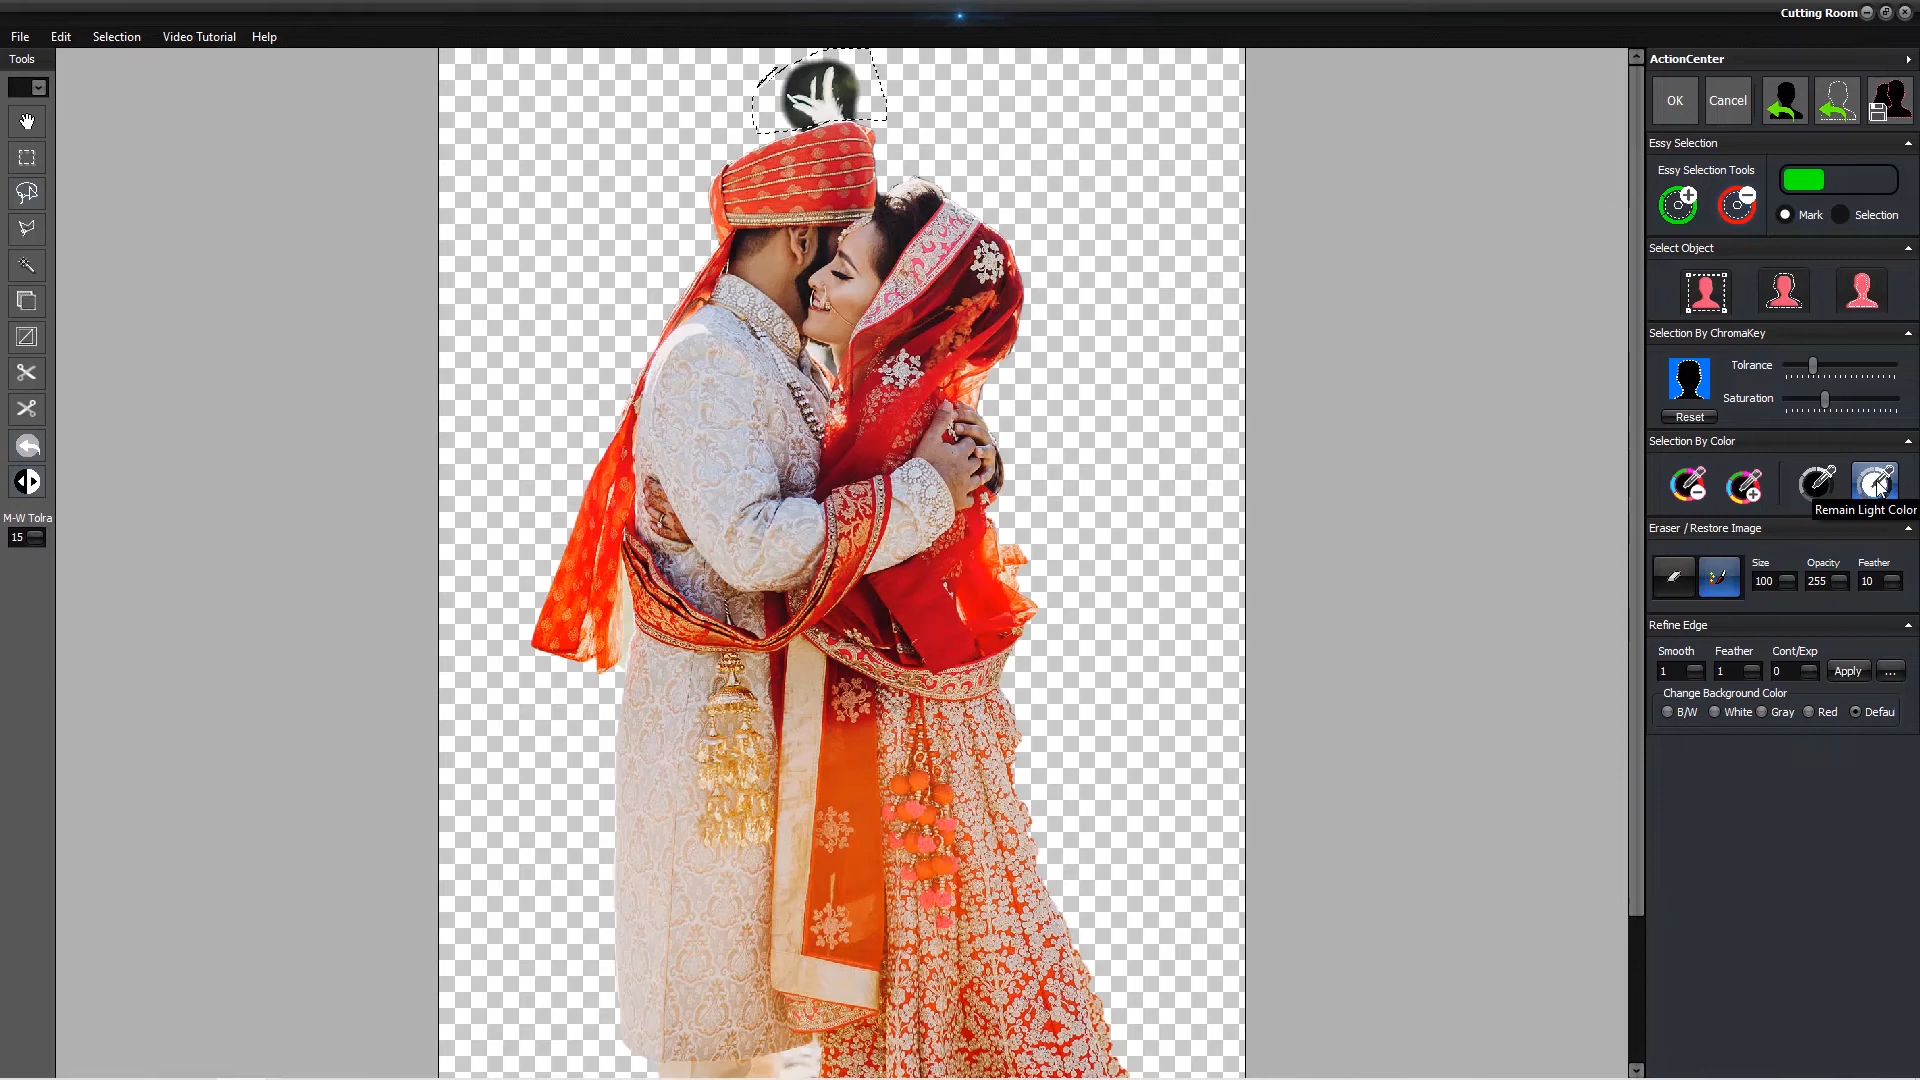 Cutting Room
File Edit Selection Video Tutorial Help
Tools
ActionCenter
OK Cancel
Essy Selection
Essy Selection Tools
Mark Selection
Select Object
Selection By ChromaKey
Tolrance
Saturation
Reset
Selection By Color
Remain Light Color
M-W Tolra
15
Eraser / Restore Image
Size Opacity Feather
100 255 10
Refine Edge
Smooth Feather Cont/Exp
1 1 0 Apply ...
Change Background Color
B/W White Gray Red Defau